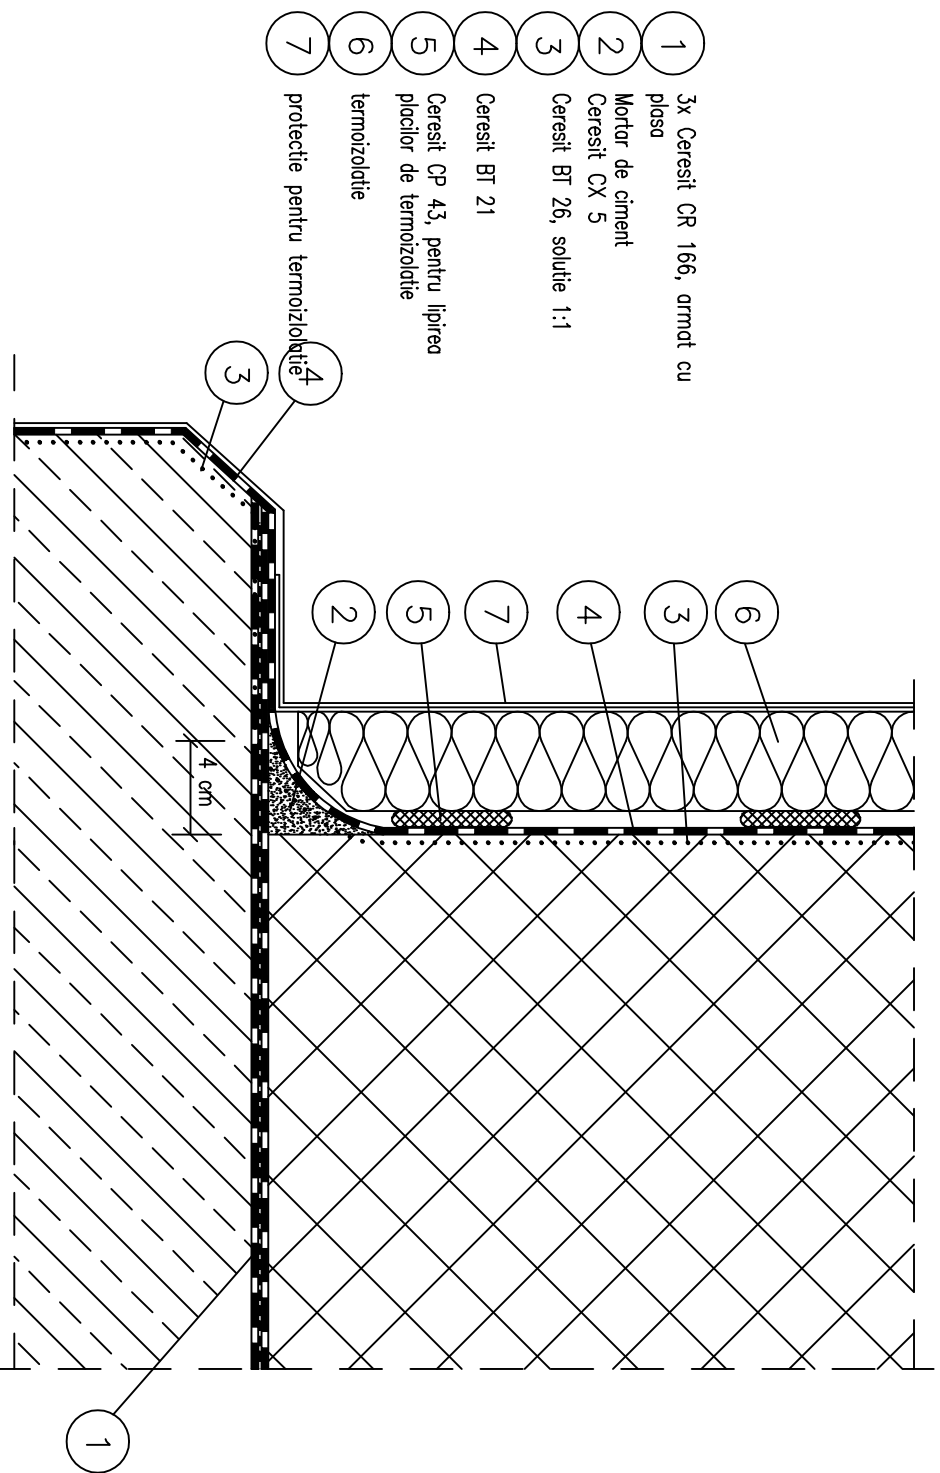 1 3x Ceresit CR 166, armat cu
plasa
2 Mortar de ciment
Ceresit CX 5
3 Ceresit BT 26, solutie 1:1
4 Ceresit BT 21
5 Ceresit CP 43, pentru lipirea
placilor de termoizolatie
6 termoizolatie
7 protectie pentru termoizlolatie
6
3
4
7
5
2
4
3
4 cm
1